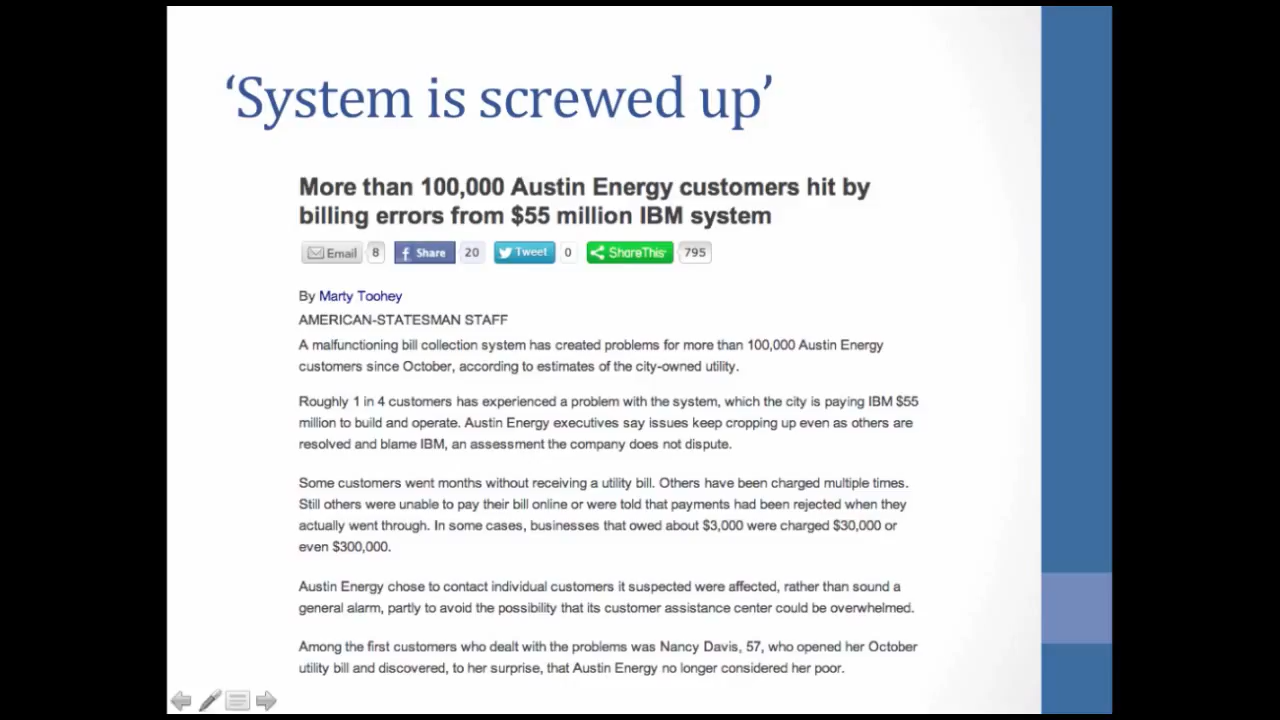 ‘System is screwed up’
More than 100,000 Austin Energy customers hit by
billing errors from $55 million IBM system
Email 8 Share 20 Tweet 0 ShareThis 795
By Marty Toohey
AMERICAN-STATESMAN STAFF
A malfunctioning bill collection system has created problems for more than 100,000 Austin Energy
customers since October, according to estimates of the city-owned utility.
Roughly 1 in 4 customers has experienced a problem with the system, which the city is paying IBM $55
million to build and operate. Austin Energy executives say issues keep cropping up even as others are
resolved and blame IBM, an assessment the company does not dispute.
Some customers went months without receiving a utility bill. Others have been charged multiple times.
Still others were unable to pay their bill online or were told that payments had been rejected when they
actually went through. In some cases, businesses that owed about $3,000 were charged $30,000 or
even $300,000.
Austin Energy chose to contact individual customers it suspected were affected, rather than sound a
general alarm, partly to avoid the possibility that its customer assistance center could be overwhelmed.
Among the first customers who dealt with the problems was Nancy Davis, 57, who opened her October
utility bill and discovered, to her surprise, that Austin Energy no longer considered her poor.